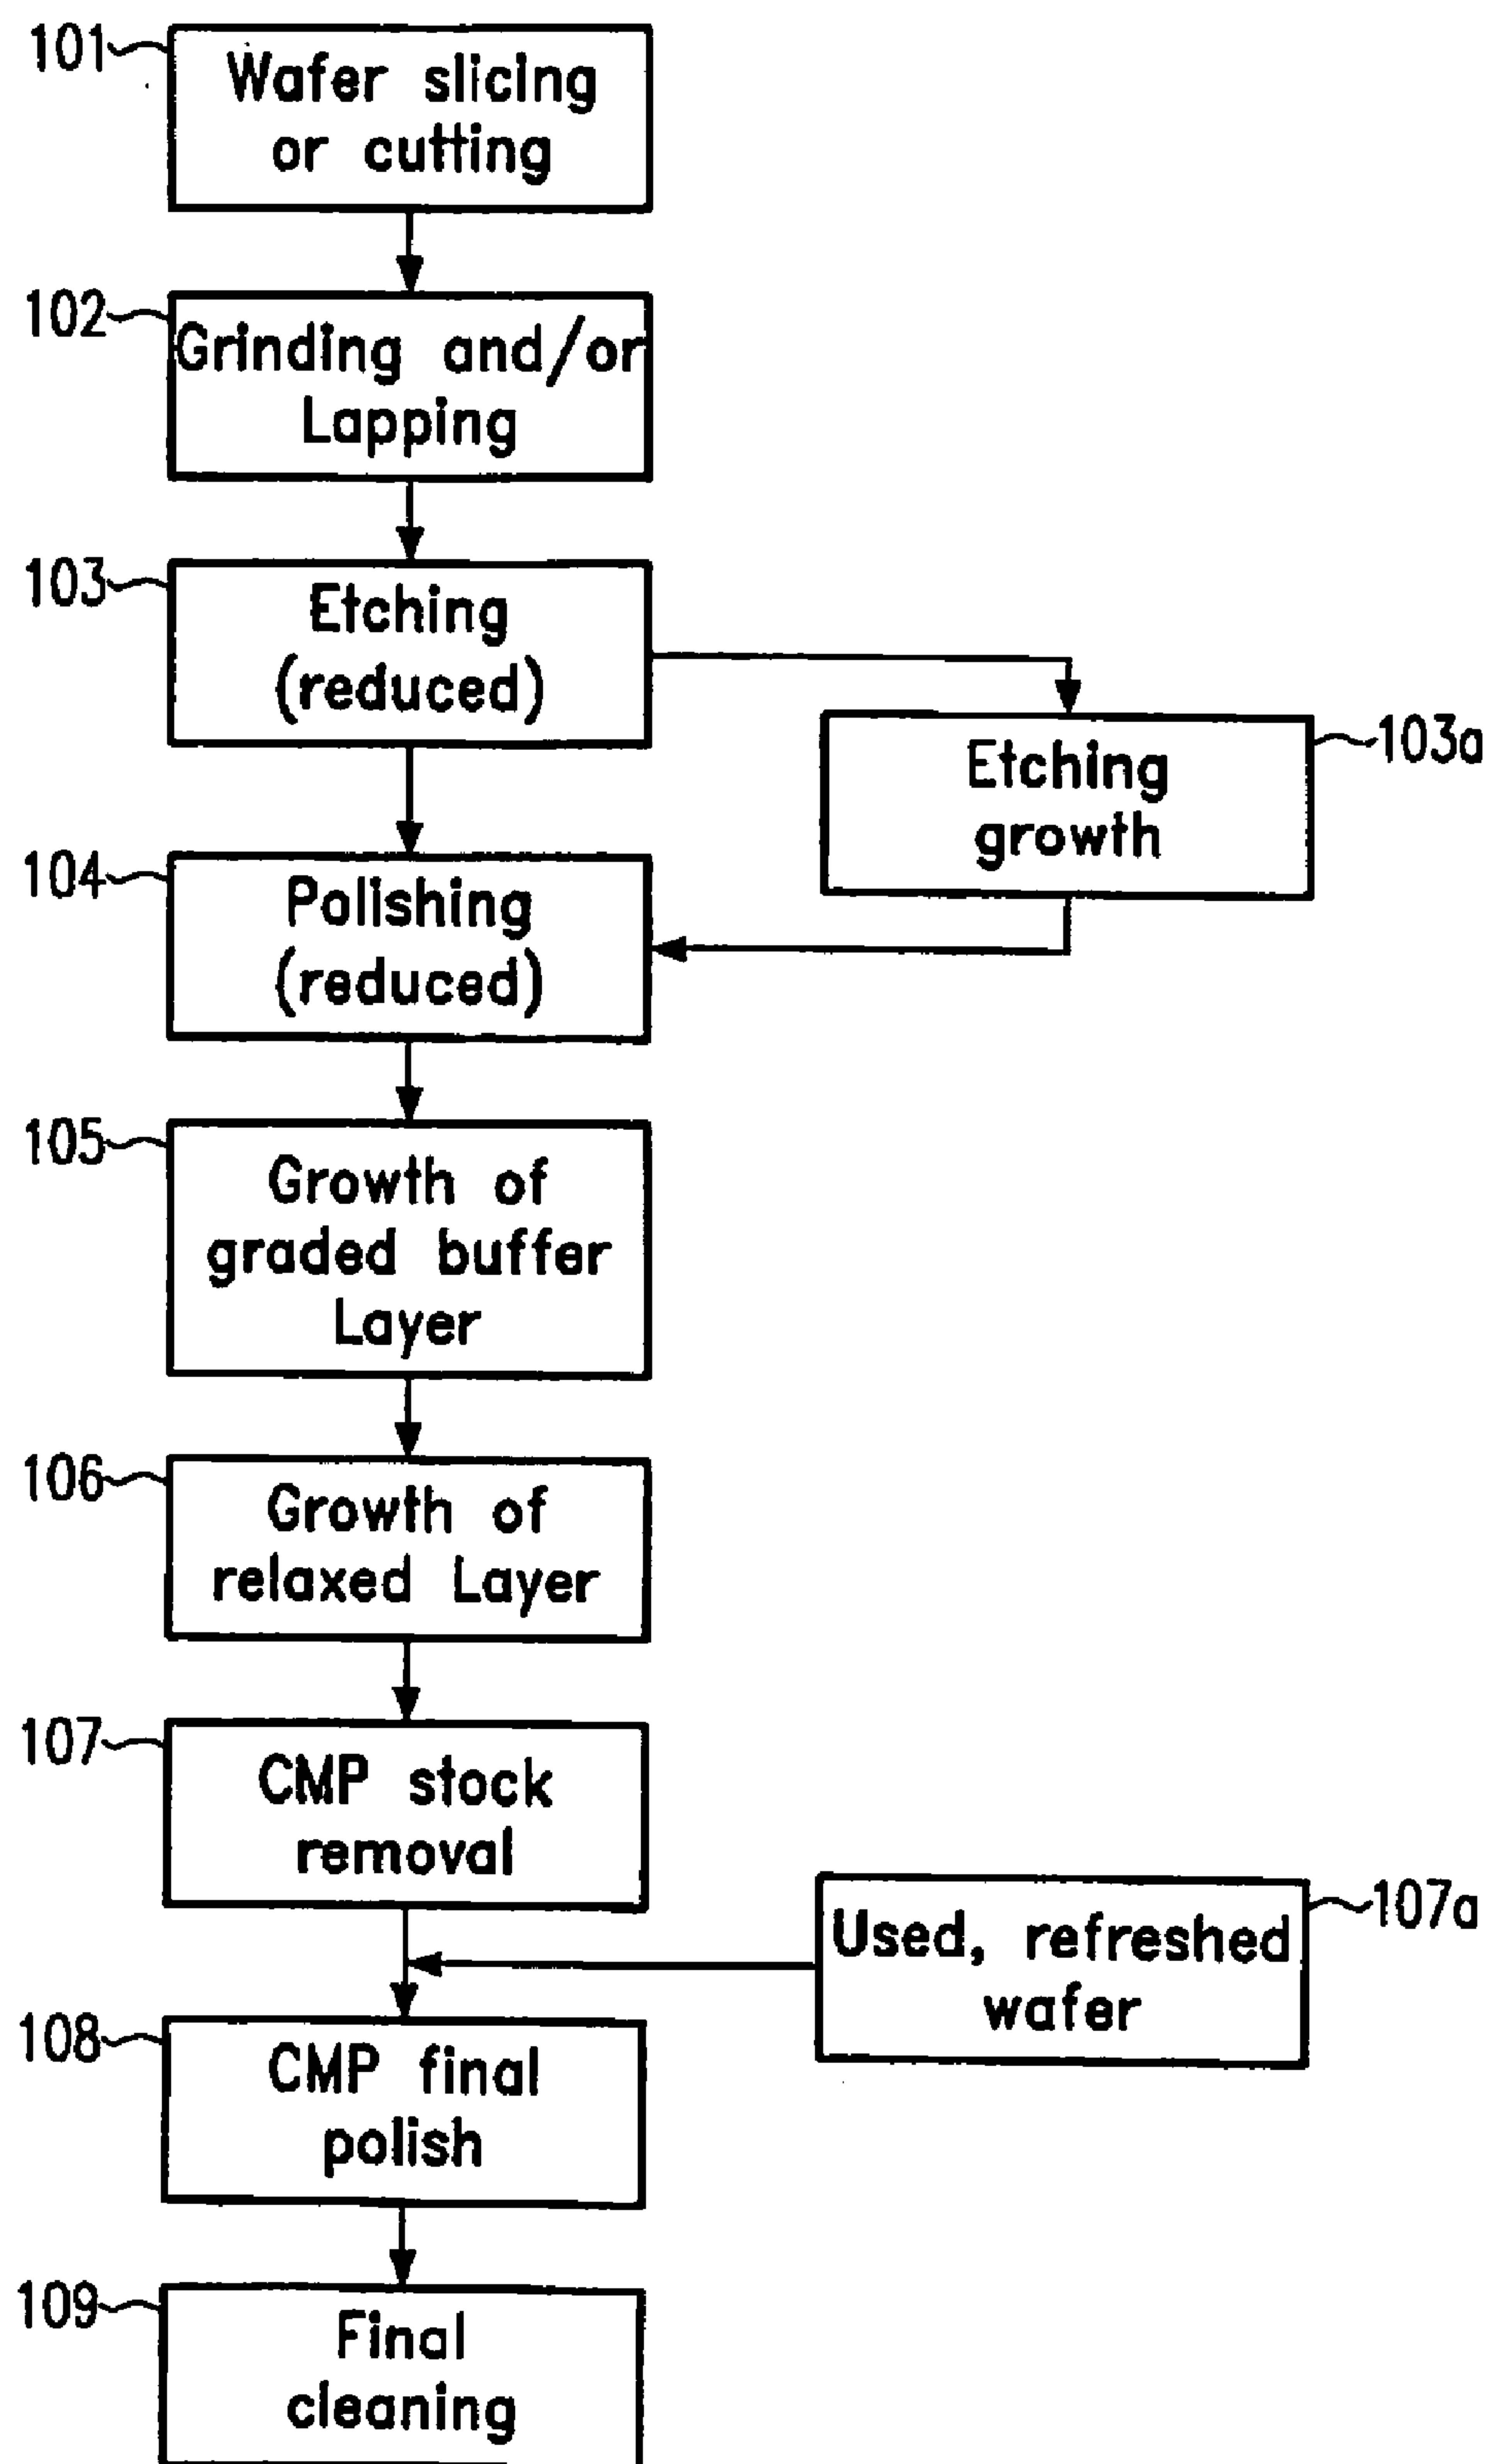 101
Wafer slicing
or cutting
102
Grinding and/or
Lapping
103
Etching
(reduced)
103a
Etching
growth
104
Polishing
(reduced)
105
Growth of
graded buffer
Layer
106
Growth of
relaxed Layer
107
CMP stock
removal
107a
Used, refreshed
wafer
108
CMP final
polish
109
Final
cleaning